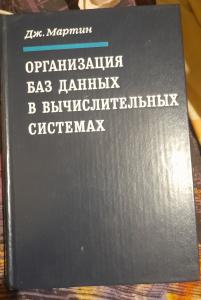 Дж. Мартин
ОРГАНИЗАЦИЯ
БАЗ ДАННЫХ
В ВЫЧИСЛИТЕЛЬНЫХ
СИСТЕМАХ